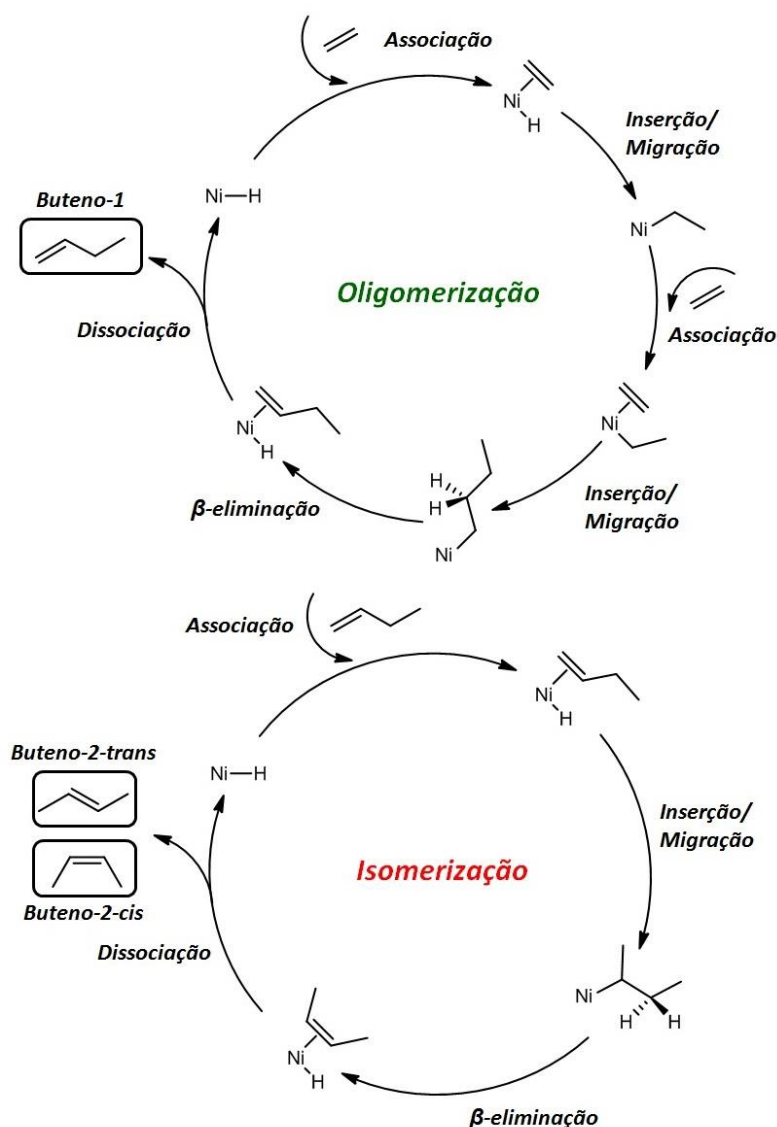 Associação
Ni
H
Inserção/
Migração
Ni—H
Buteno-1
Ni
Oligomerização
Dissociação
Associação
Ni
H
Ni
H
H
β-eliminação
Inserção/
Migração
Ni
Associação
Ni
H
Buteno-2-trans
Ni—H
Inserção/
Migração
Isomerização
Buteno-2-cis
Dissociação
Ni
H
H
Ni
H
β-eliminação